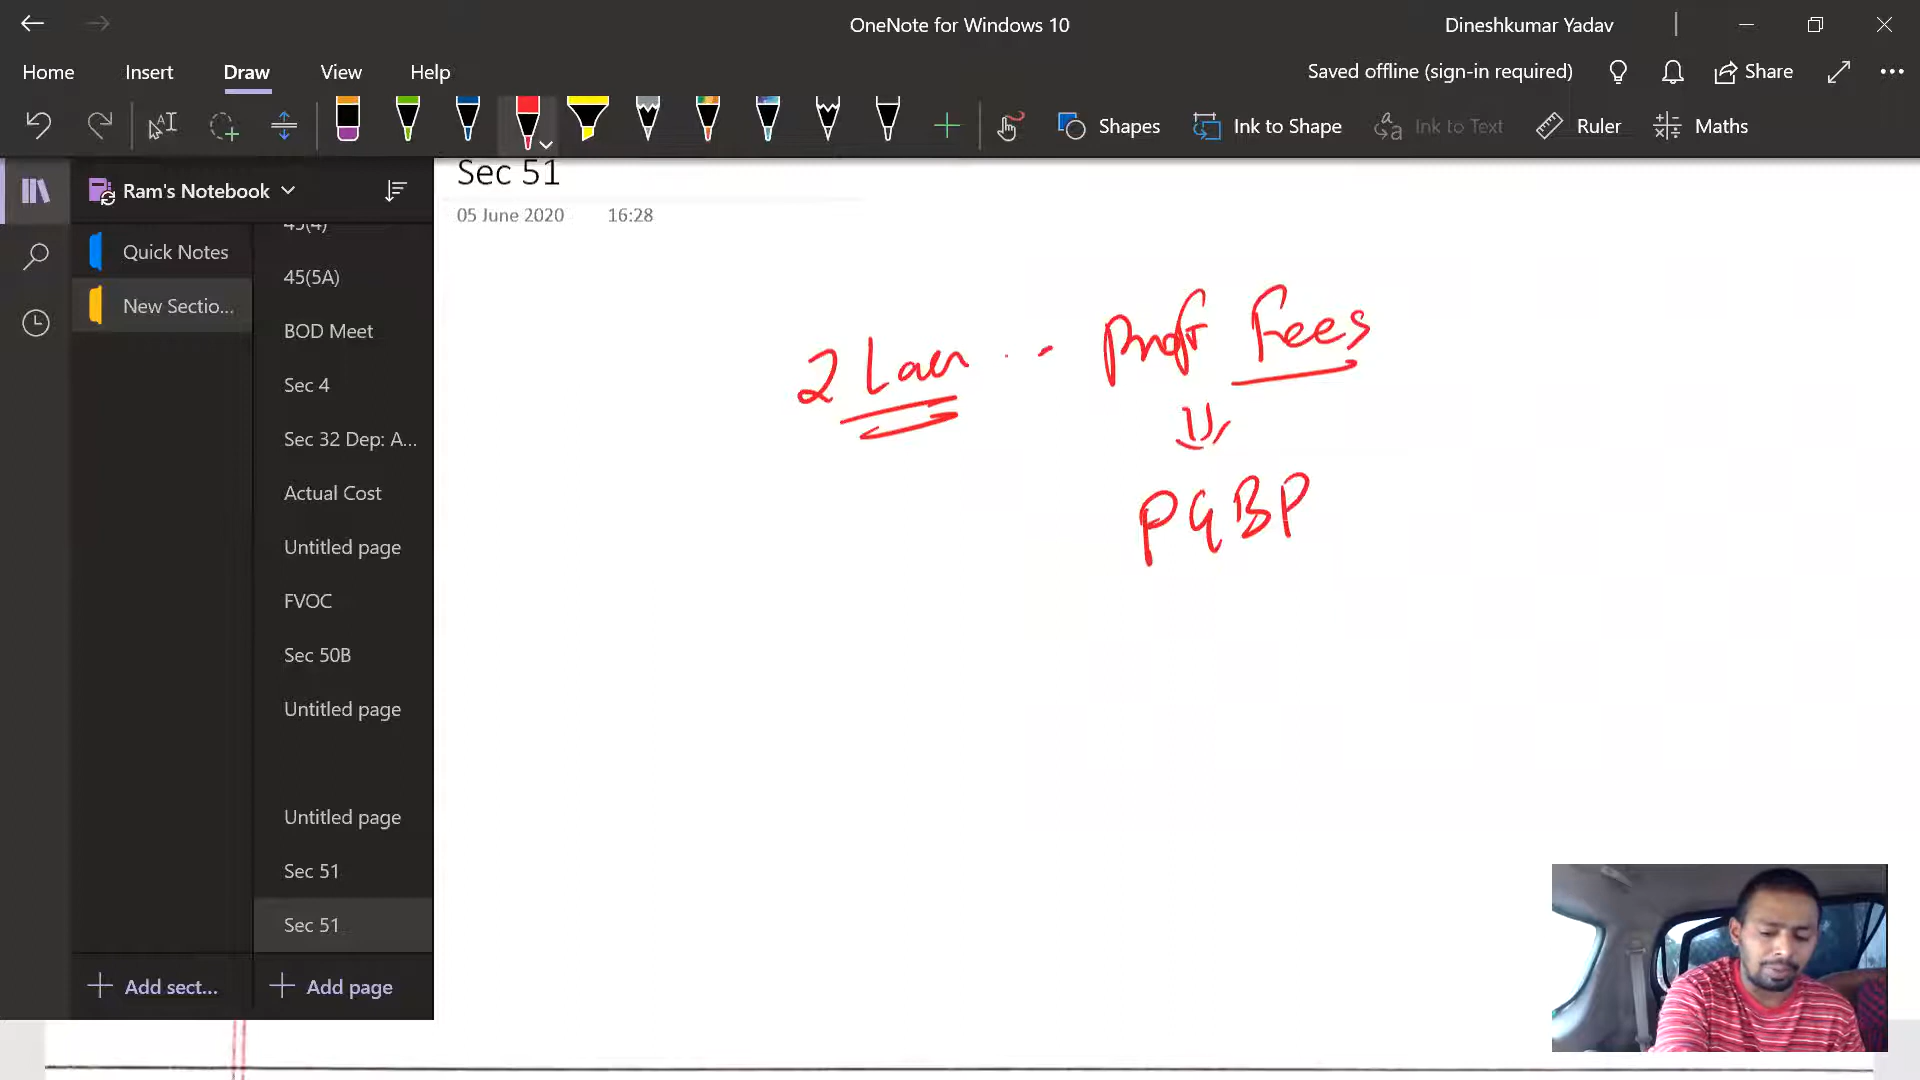 OneNote for Windows 10
Dineshkumar Yadav
Home Insert Draw View Help
Saved offline (sign-in required)
Share
Shapes
Ink to Shape
Ink to Text
Ruler
Maths
Ram's Notebook
Quick Notes
New Sectio...
45(4)
45(5A)
BOD Meet
Sec 4
Sec 32 Dep: A...
Actual Cost
Untitled page
FVOC
Sec 50B
Untitled page
Untitled page
Sec 51
Sec 51
Add sect...
Add page
Sec 51
05 June 2020 16:28
2 Lacs -- Prof Fees
PGBP